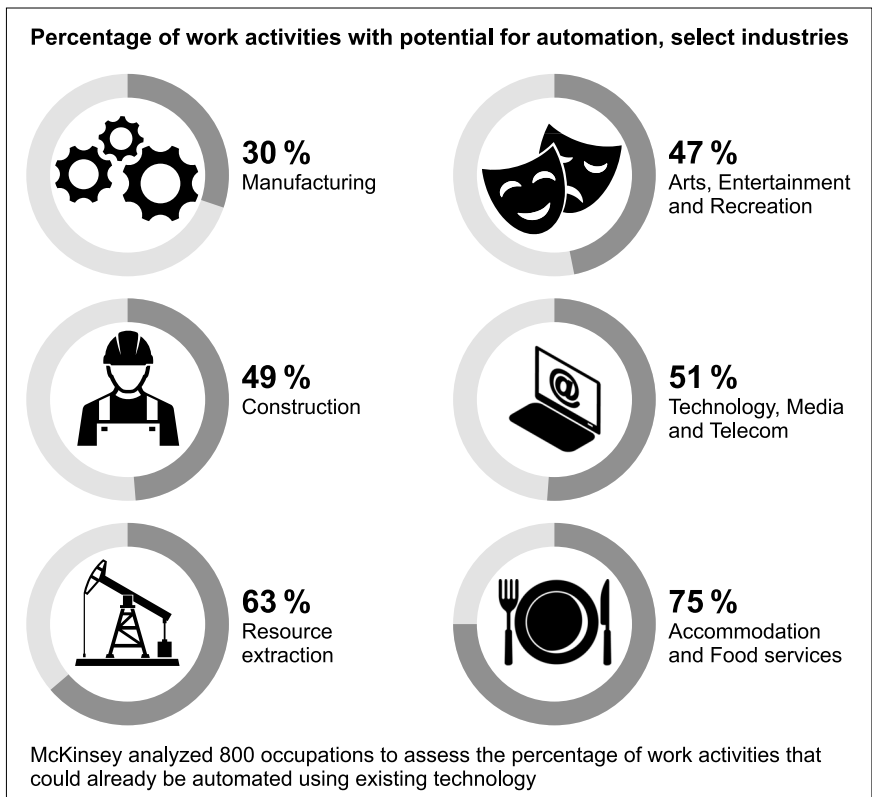 Percentage of work activities with potential for automation, select industries
30 %
Manufacturing
47 %
Arts, Entertainment
and Recreation
49 %
Construction
@
51 %
Technology, Media
and Telecom
63 %
Resource
extraction
75 %
Accommodation
and Food services
McKinsey analyzed 800 occupations to assess the percentage of work activities that
could already be automated using existing technology